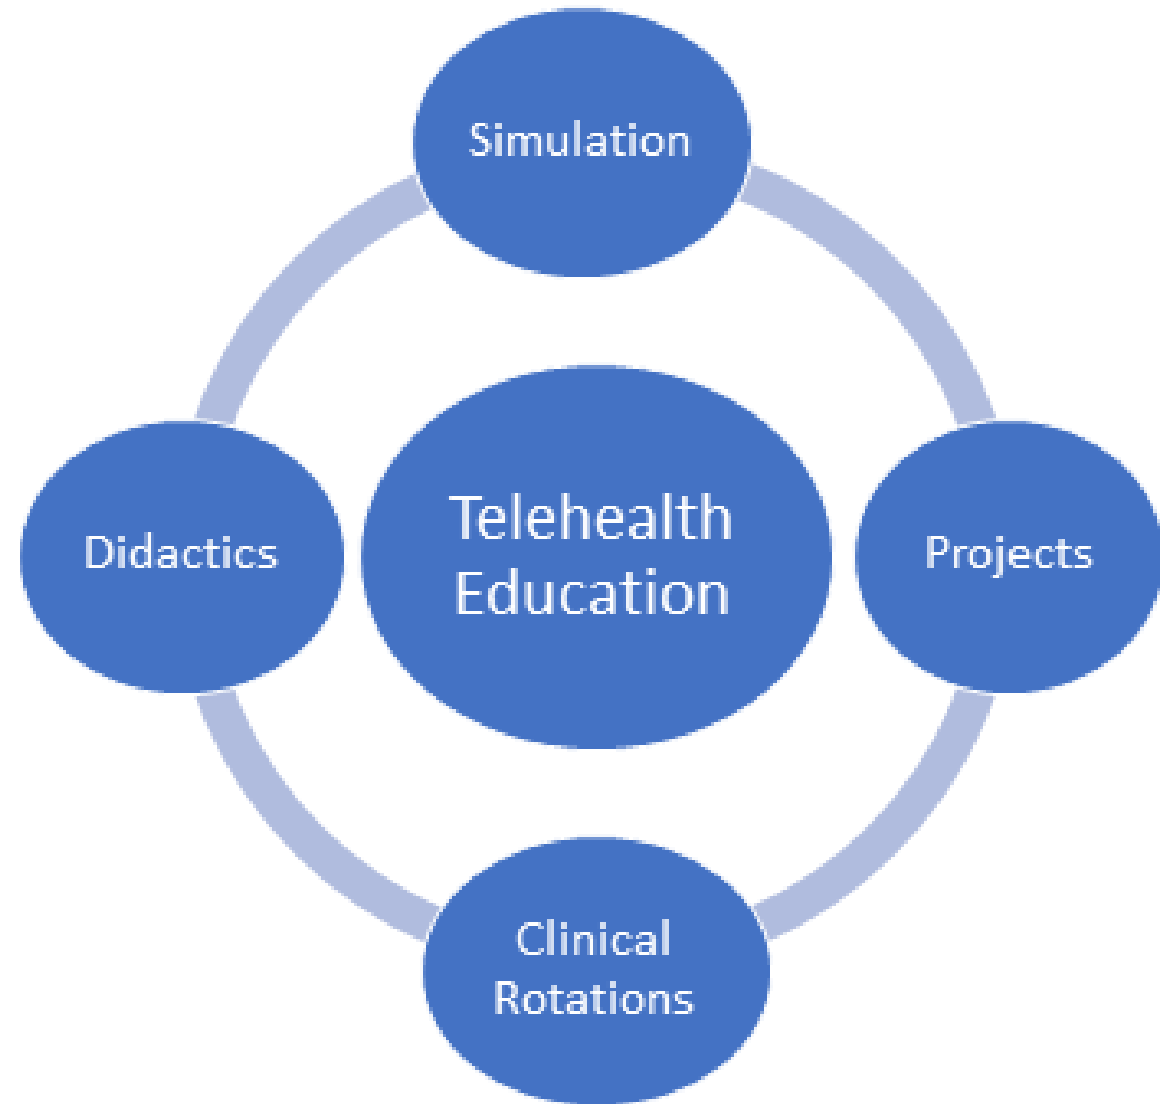 Simulation
Didactics
Telehealth
Education
Projects
Clinical
Rotations